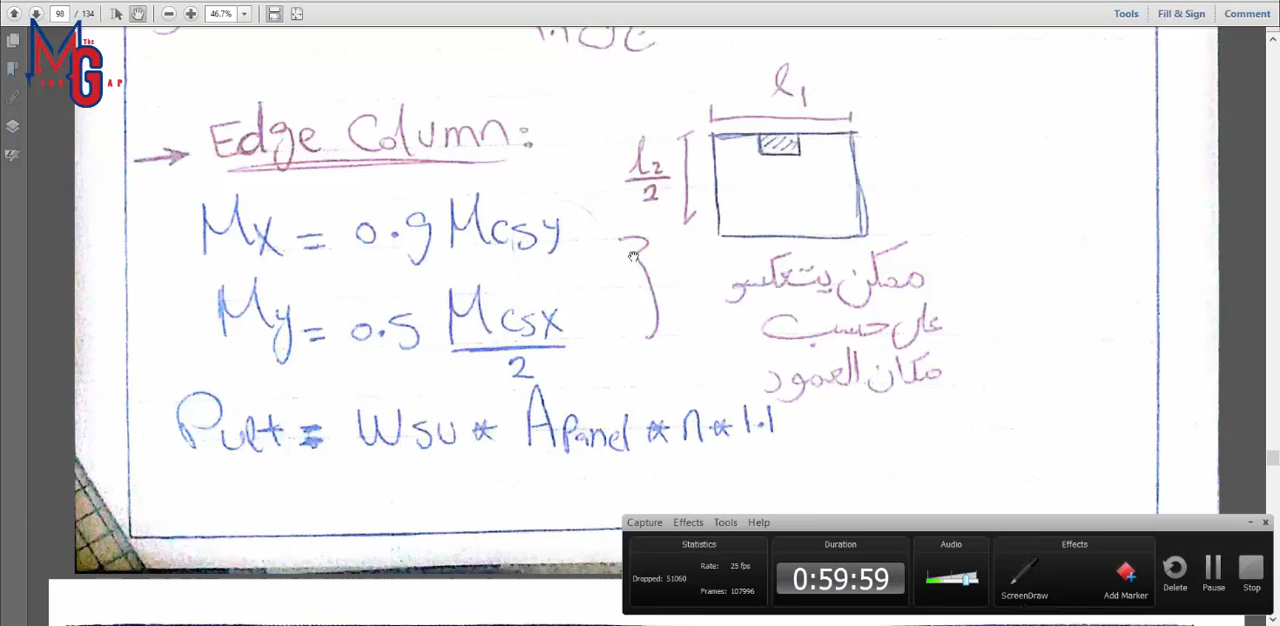 98 / 134
46.7%
Tools
Fill & Sign
Comment
The
MG
l₁
→ Edge Column:
l₂/2
Mx = 0.9 Mcsy
My = 0.5 Mcsx/2
ممكن يتعكسو
على حسب
مكان العمود
Pult = Wsu * Apanel * n * 1.1
Capture Effects Tools Help
Statistics
Duration
Audio
Effects
Rate: 25 fps
Dropped: 51060
Frames: 107996
0:59:59
ScreenDraw
Add Marker
Delete
Pause
Stop